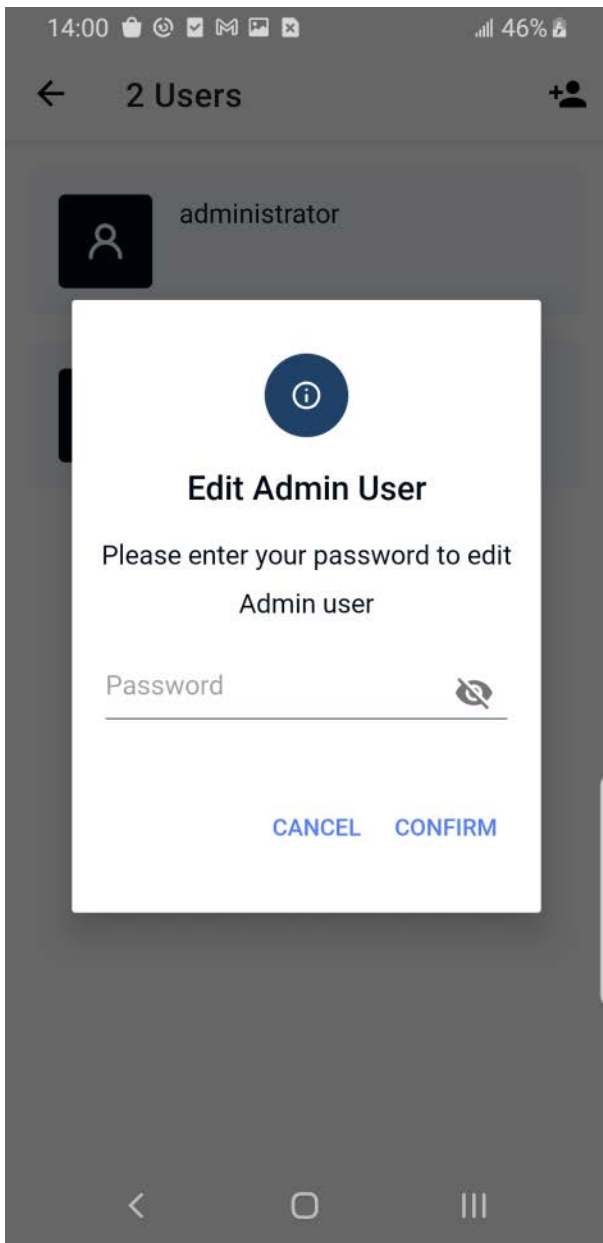 14:00 46%
2 Users
administrator
Edit Admin User
Please enter your password to edit
Admin user
Password
CANCEL CONFIRM